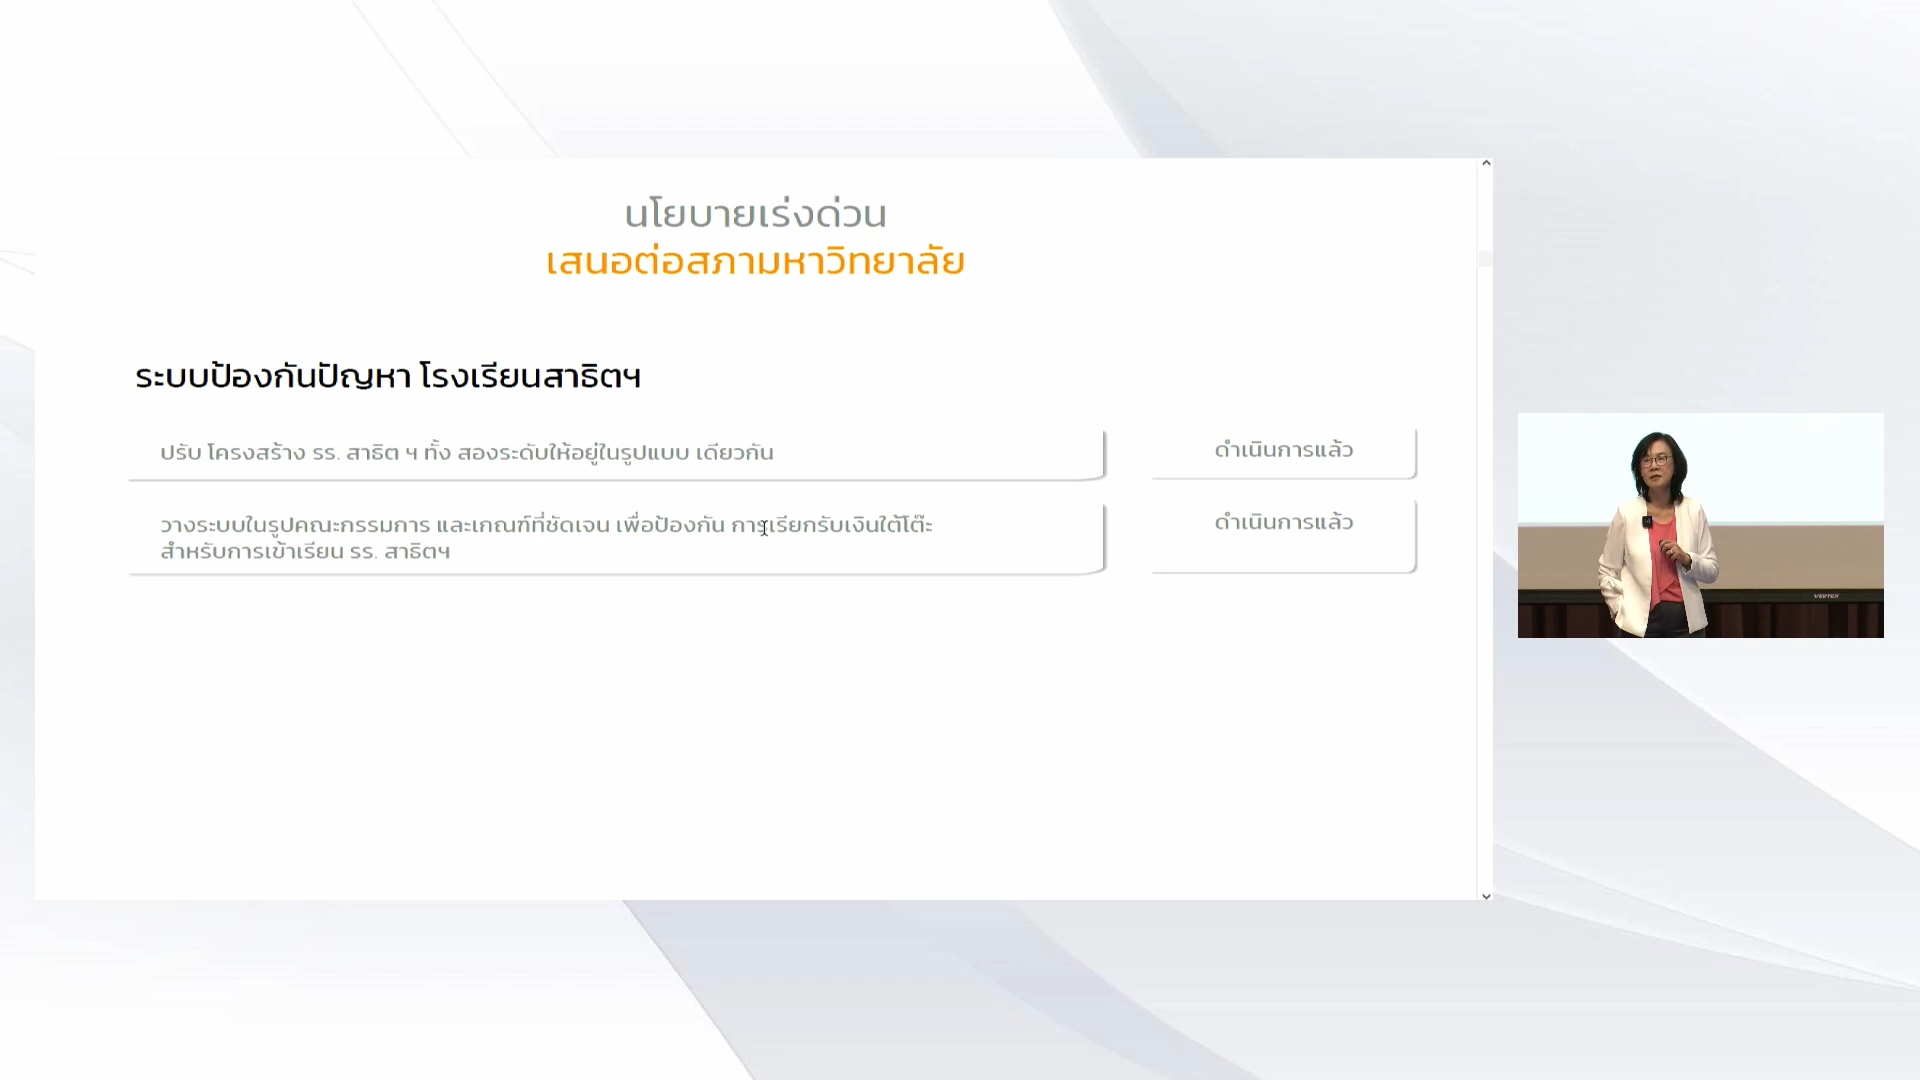 นโยบายเร่งด่วน
เสนอต่อสภามหาวิทยาลัย
ระบบป้องกันปัญหา โรงเรียนสาธิตฯ
ปรับ โครงสร้าง รร. สาธิต ฯ ทั้ง สองระดับให้อยู่ในรูปแบบ เดียวกัน
ดำเนินการแล้ว
วางระบบในรูปคณะกรรมการ และเกณฑ์ที่ชัดเจน เพื่อป้องกัน การเรียกรับเงินใต้โต๊ะ
สำหรับการเข้าเรียน รร. สาธิตฯ
ดำเนินการแล้ว
VERTEX